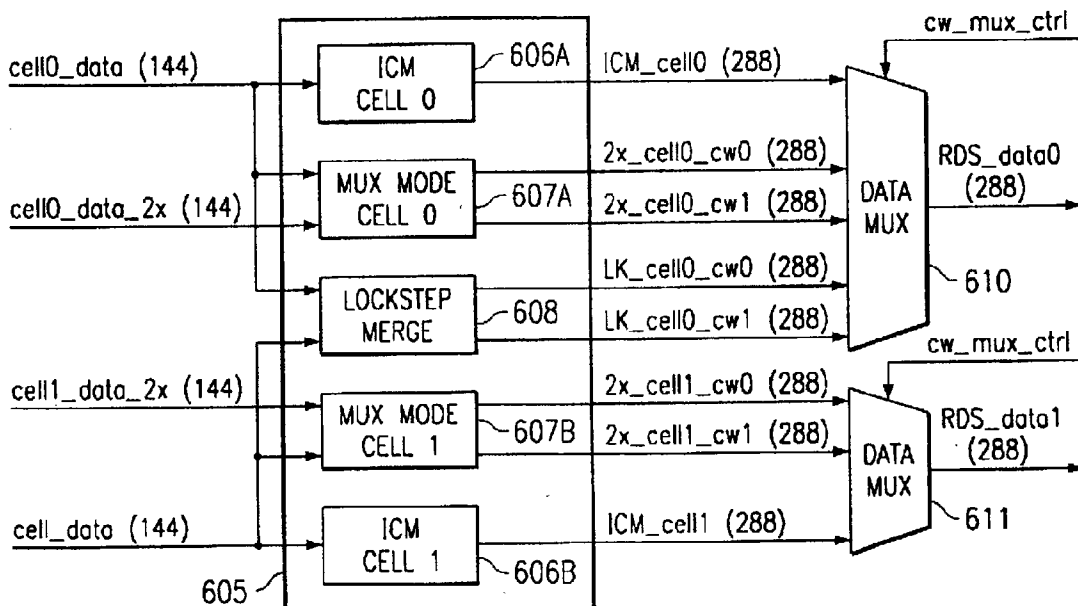 cell0_data (144)
cell0_data_2x (144)
cell1_data_2x (144)
cell_data (144)
605
ICM
CELL 0
606A
MUX MODE
CELL 0
607A
LOCKSTEP
MERGE
608
MUX MODE
CELL 1
607B
ICM
CELL 1
606B
ICM_cell0 (288)
2x_cell0_cw0 (288)
2x_cell0_cw1 (288)
LK_cell0_cw0 (288)
LK_cell0_cw1 (288)
2x_cell1_cw0 (288)
2x_cell1_cw1 (288)
ICM_cell1 (288)
cw_mux_ctrl
DATA
MUX
RDS_data0
(288)
610
cw_mux_ctrl
DATA
MUX
RDS_data1
(288)
611